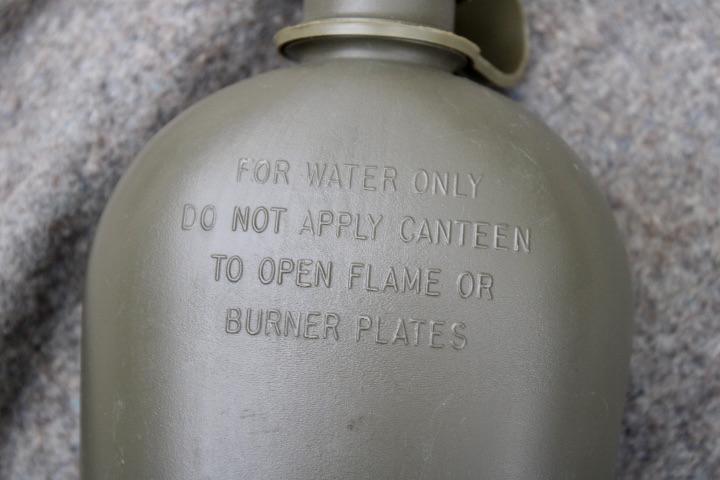 FOR WATER ONLY
DO NOT APPLY CANTEEN
TO OPEN FLAME OR
BURNER PLATES